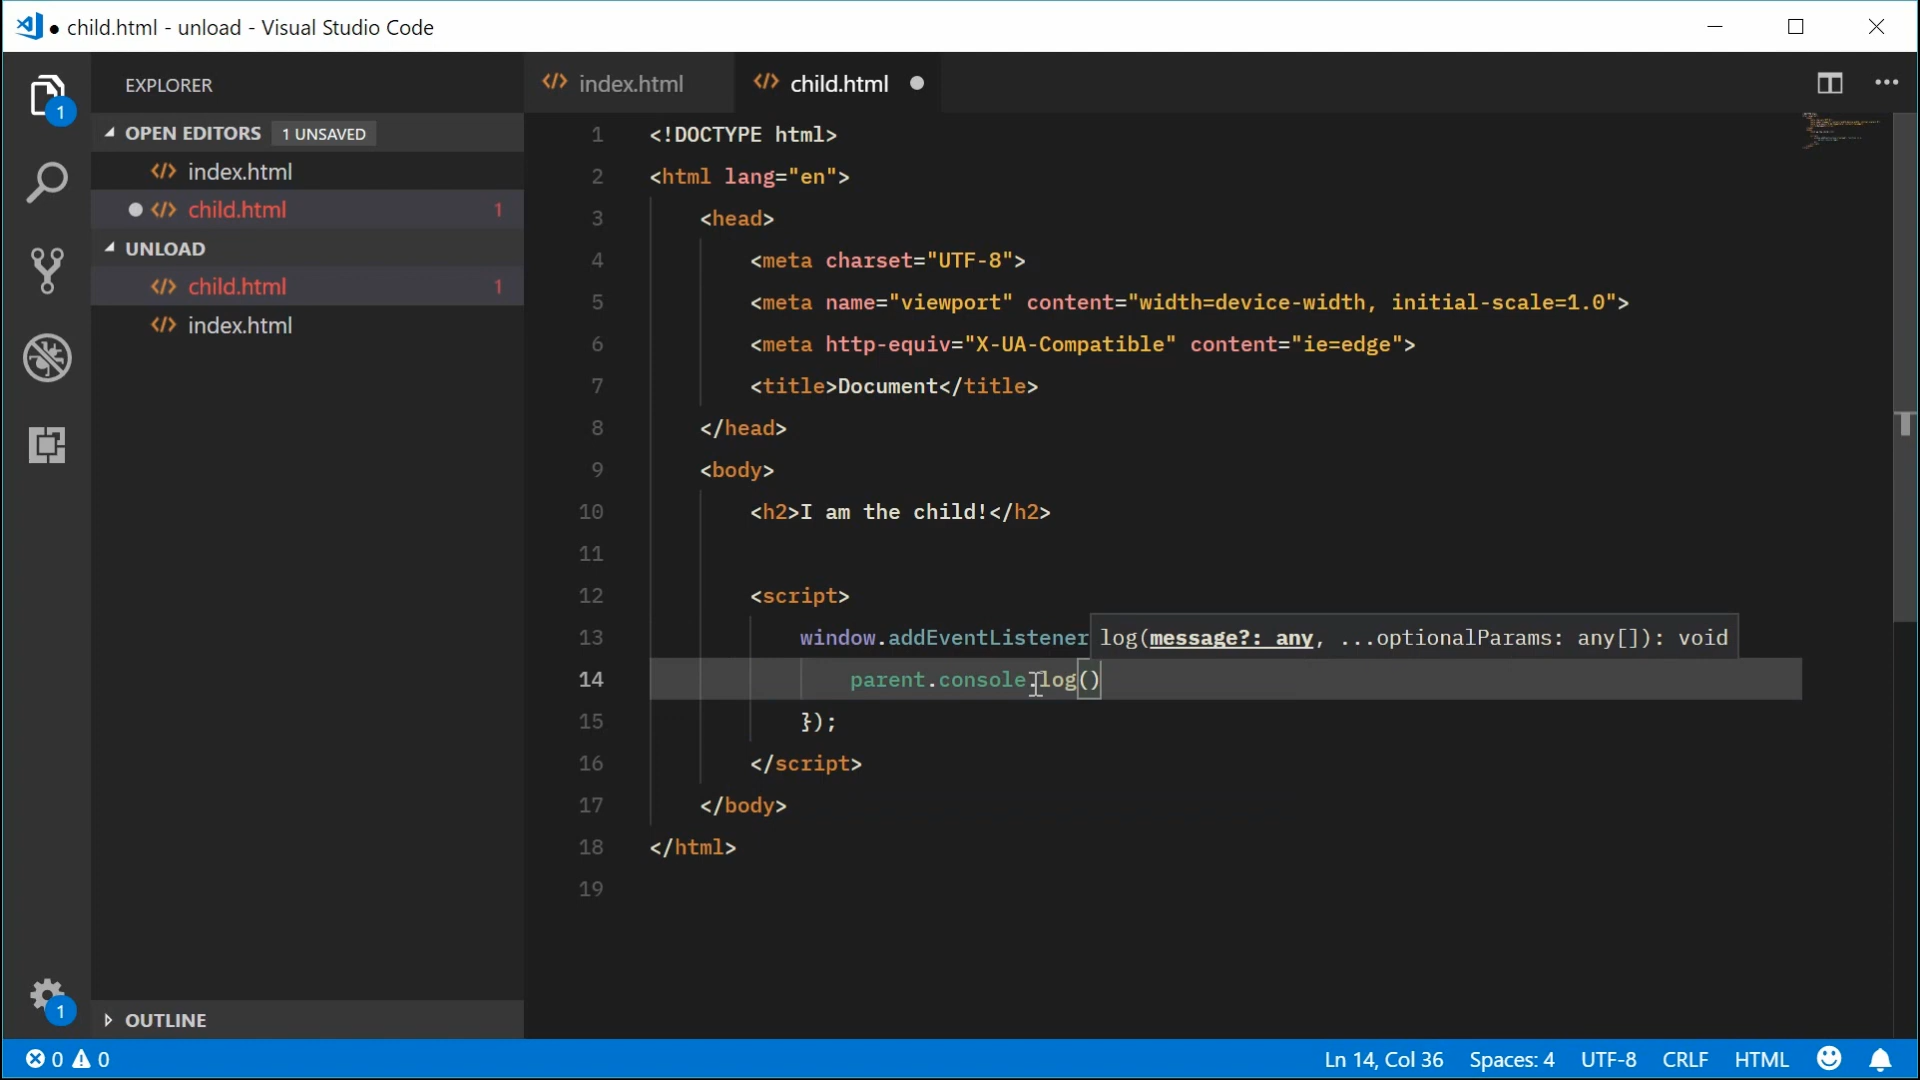 ● child.html - unload - Visual Studio Code
EXPLORER
OPEN EDITORS 1 UNSAVED
index.html
child.html 1
UNLOAD
child.html 1
index.html
OUTLINE
1
1
index.html
child.html
1 <!DOCTYPE html>
2 <html lang="en">
3 <head>
4 <meta charset="UTF-8">
5 <meta name="viewport" content="width=device-width, initial-scale=1.0">
6 <meta http-equiv="X-UA-Compatible" content="ie=edge">
7 <title>Document</title>
8 </head>
9 <body>
10 <h2>I am the child!</h2>
11
12 <script>
13 window.addEventListener log(message?: any, ...optionalParams: any[]): void
14 parent.console.log()
15 });
16 </script>
17 </body>
18 </html>
19
0 0 Ln 14, Col 36 Spaces: 4 UTF-8 CRLF HTML